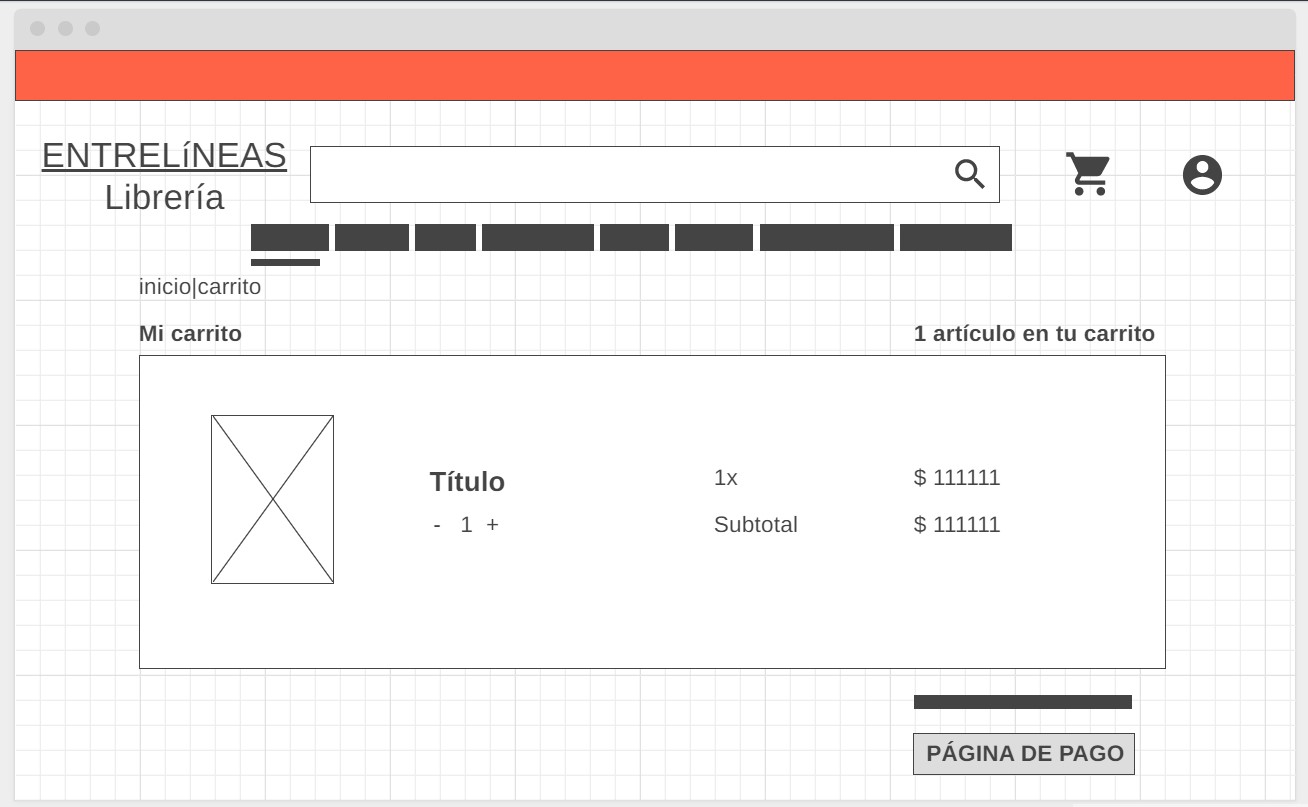 ENTRELíNEAS
Librería
inicio|carrito
Mi carrito
1 artículo en tu carrito
Título
1x
$ 111111
- 1 +
Subtotal
$ 111111
PÁGINA DE PAGO